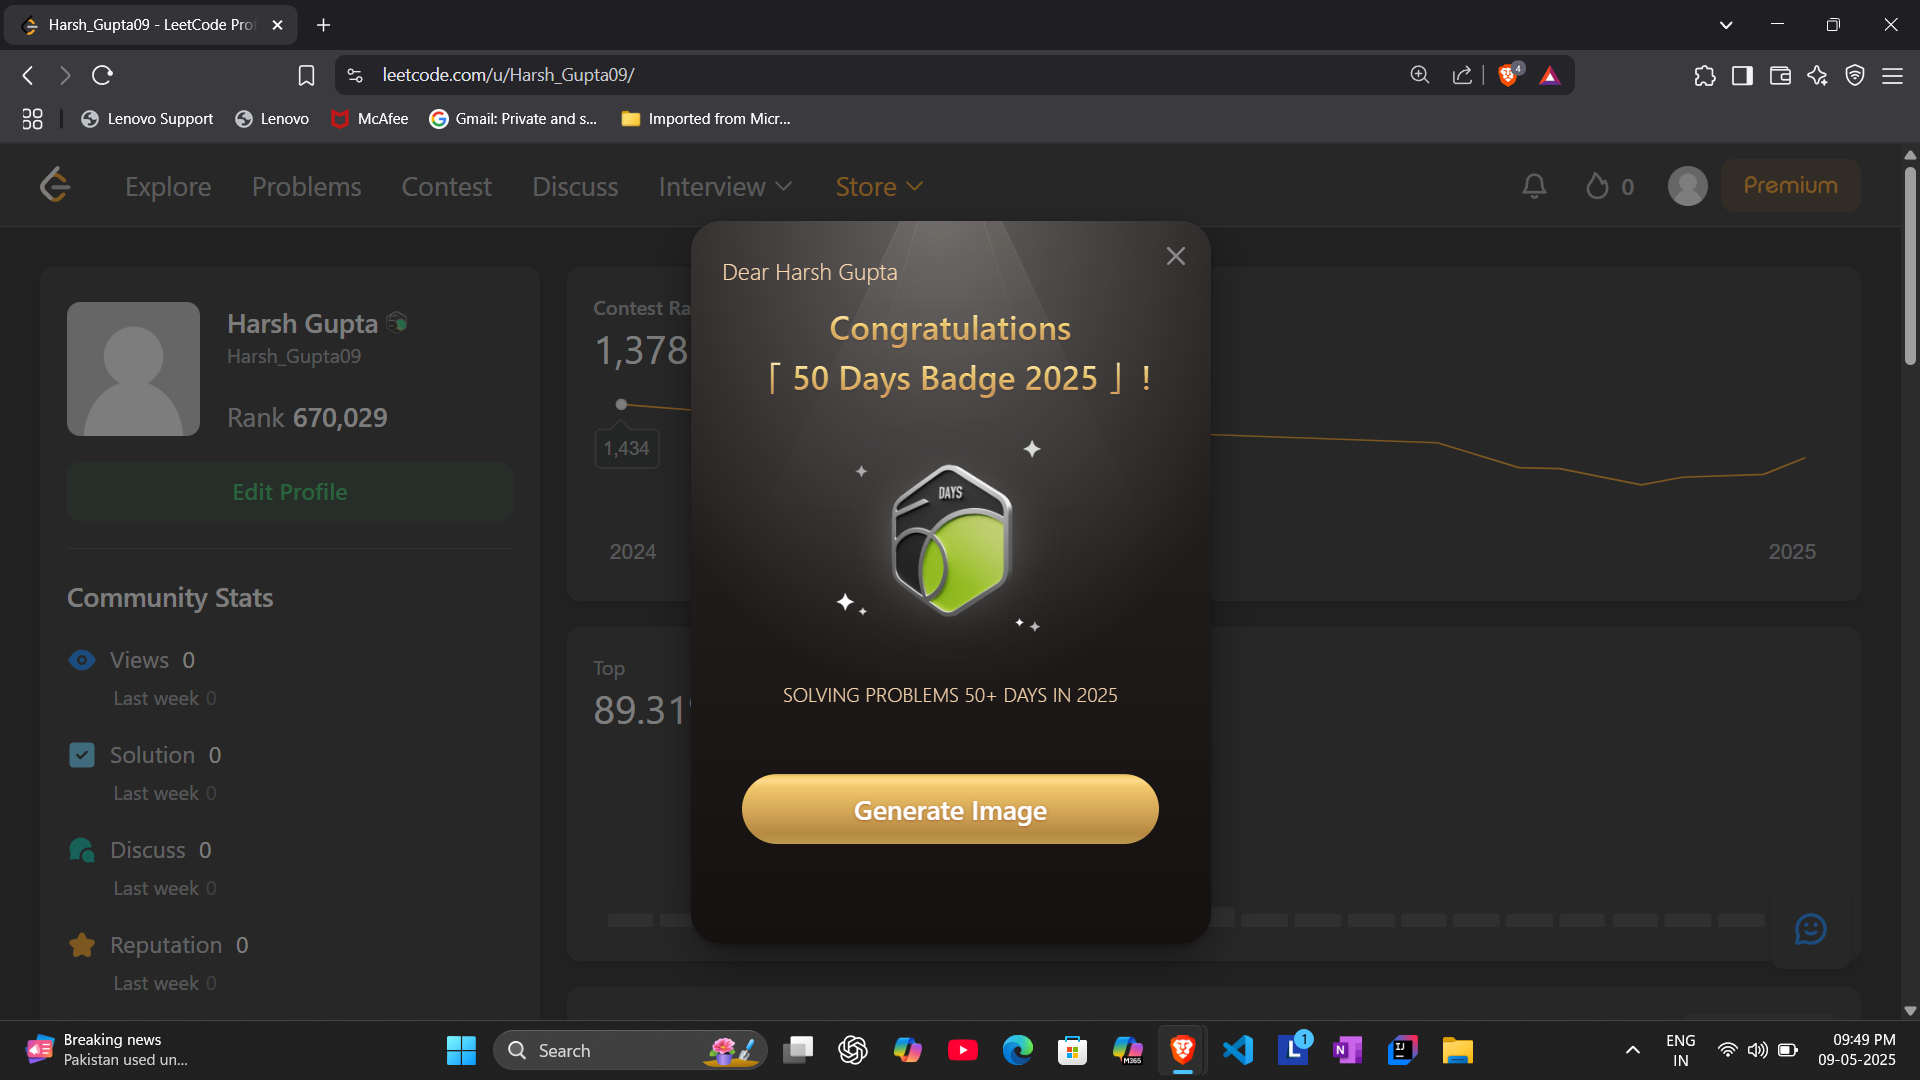 Harsh_Gupta09 - LeetCode Pro
leetcode.com/u/Harsh_Gupta09/
4
Lenovo Support
Lenovo
McAfee
Gmail: Private and s...
Imported from Micr...
Explore
Problems
Contest
Discuss
Interview
Store
0
Premium
Dear Harsh Gupta
Congratulations
「 50 Days Badge 2025 」 !
DAYS
SOLVING PROBLEMS 50+ DAYS IN 2025
Generate Image
Harsh Gupta
Harsh_Gupta09
Rank 670,029
Edit Profile
Community Stats
Views 0
Last week 0
Solution 0
Last week 0
Discuss 0
Last week 0
Reputation 0
Last week 0
Contest Ra
1,378
1,434
2024
2025
Top
89.31
Breaking news
Pakistan used un...
Search
M365
1
L
N
IJ
ENG
IN
09:49 PM
09-05-2025